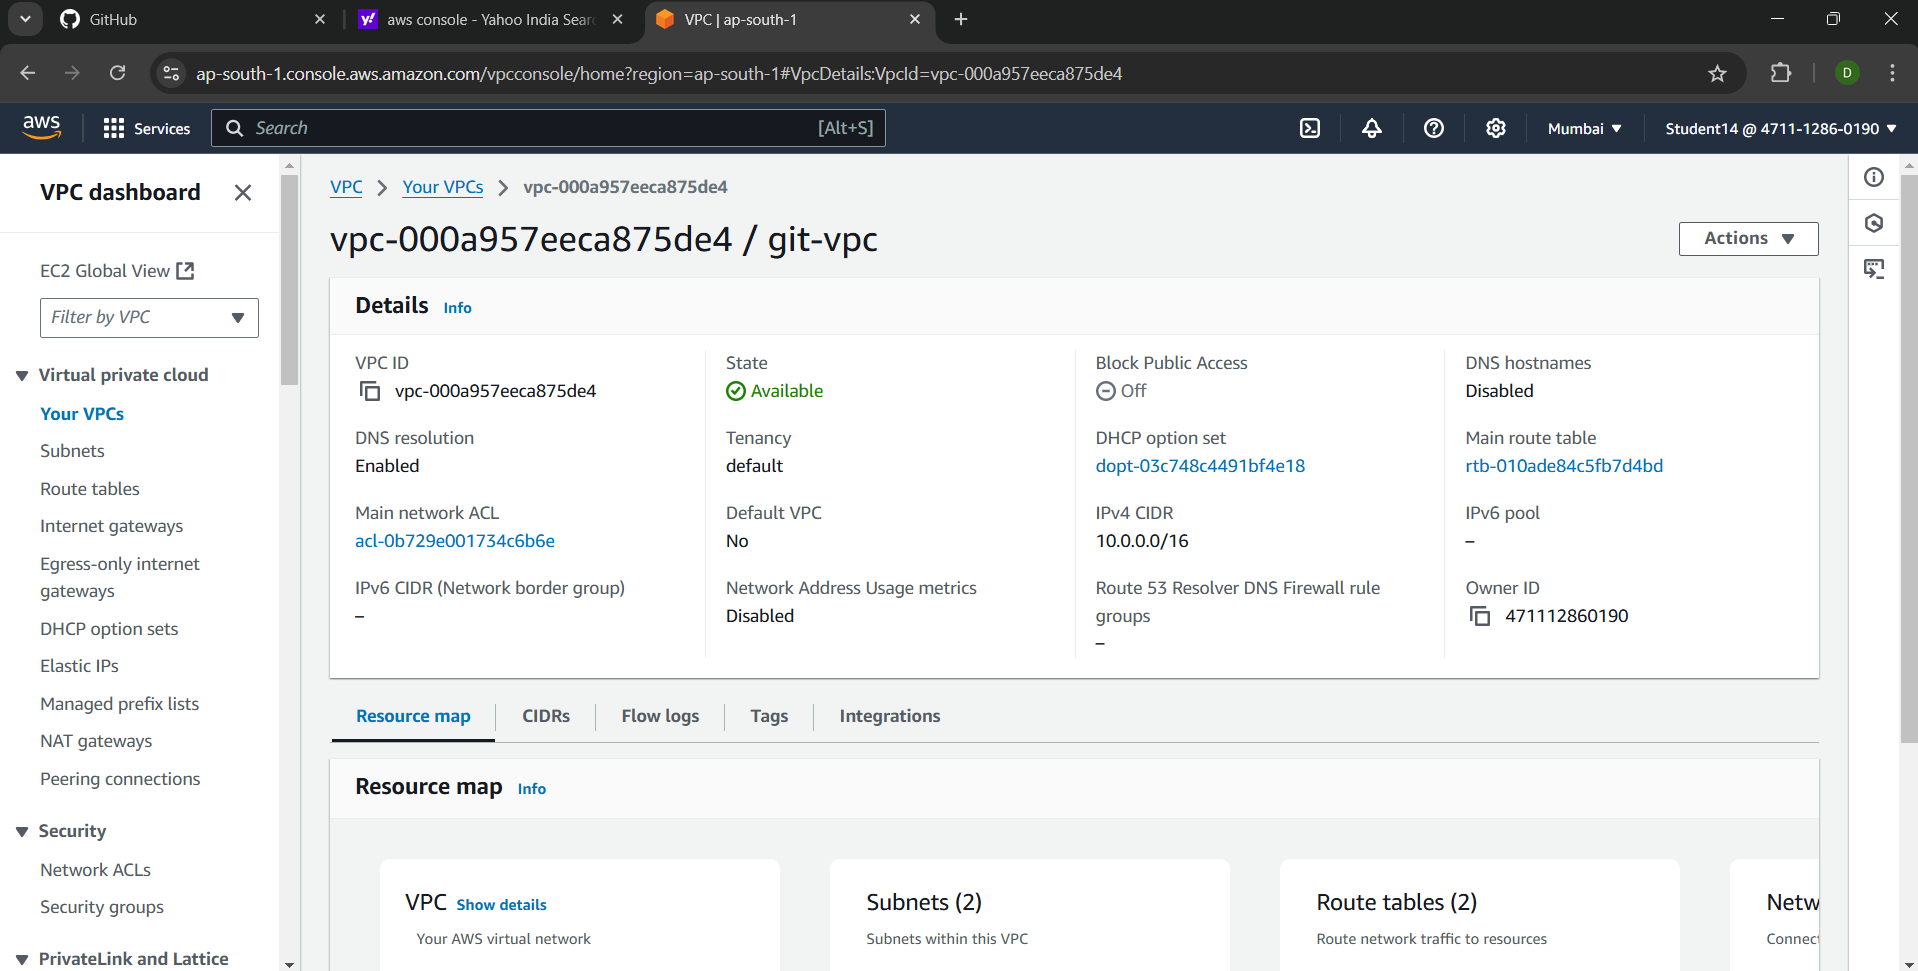 GitHub
aws console - Yahoo India Sear
VPC | ap-south-1
ap-south-1.console.aws.amazon.com/vpcconsole/home?region=ap-south-1#VpcDetails:VpcId=vpc-000a957eeca875de4
D
aws
Services
Search
[Alt+S]
Mumbai
Student14 @ 4711-1286-0190
VPC dashboard
EC2 Global View
Filter by VPC
Virtual private cloud
Your VPCs
Subnets
Route tables
Internet gateways
Egress-only internet
gateways
DHCP option sets
Elastic IPs
Managed prefix lists
NAT gateways
Peering connections
Security
Network ACLs
Security groups
PrivateLink and Lattice
VPC
Your VPCs
vpc-000a957eeca875de4
vpc-000a957eeca875de4 / git-vpc
Actions
Details Info
VPC ID
vpc-000a957eeca875de4
State
Available
Block Public Access
Off
DNS hostnames
Disabled
DNS resolution
Enabled
Tenancy
default
DHCP option set
dopt-03c748c4491bf4e18
Main route table
rtb-010ade84c5fb7d4bd
Main network ACL
acl-0b729e001734c6b6e
Default VPC
No
IPv4 CIDR
10.0.0.0/16
IPv6 pool
–
IPv6 CIDR (Network border group)
–
Network Address Usage metrics
Disabled
Route 53 Resolver DNS Firewall rule
groups
–
Owner ID
471112860190
Resource map
CIDRs
Flow logs
Tags
Integrations
Resource map Info
VPC Show details
Your AWS virtual network
Subnets (2)
Subnets within this VPC
Route tables (2)
Route network traffic to resources
Netw
Connect